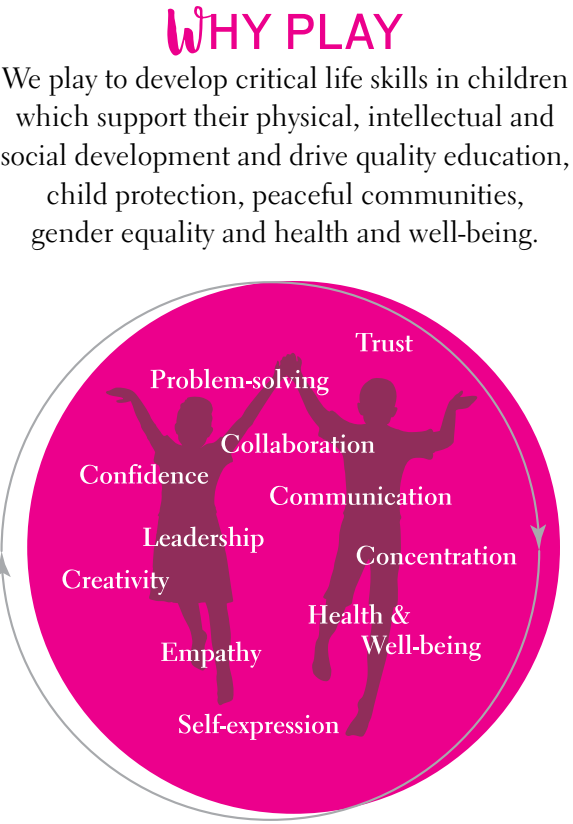 WHY PLAY
We play to develop critical life skills in children
which support their physical, intellectual and
social development and drive quality education,
child protection, peaceful communities,
gender equality and health and well-being.
Trust
Problem-solving
Collaboration
Confidence
Communication
Leadership
Concentration
Creativity
Health &
Well-being
Empathy
Self-expression